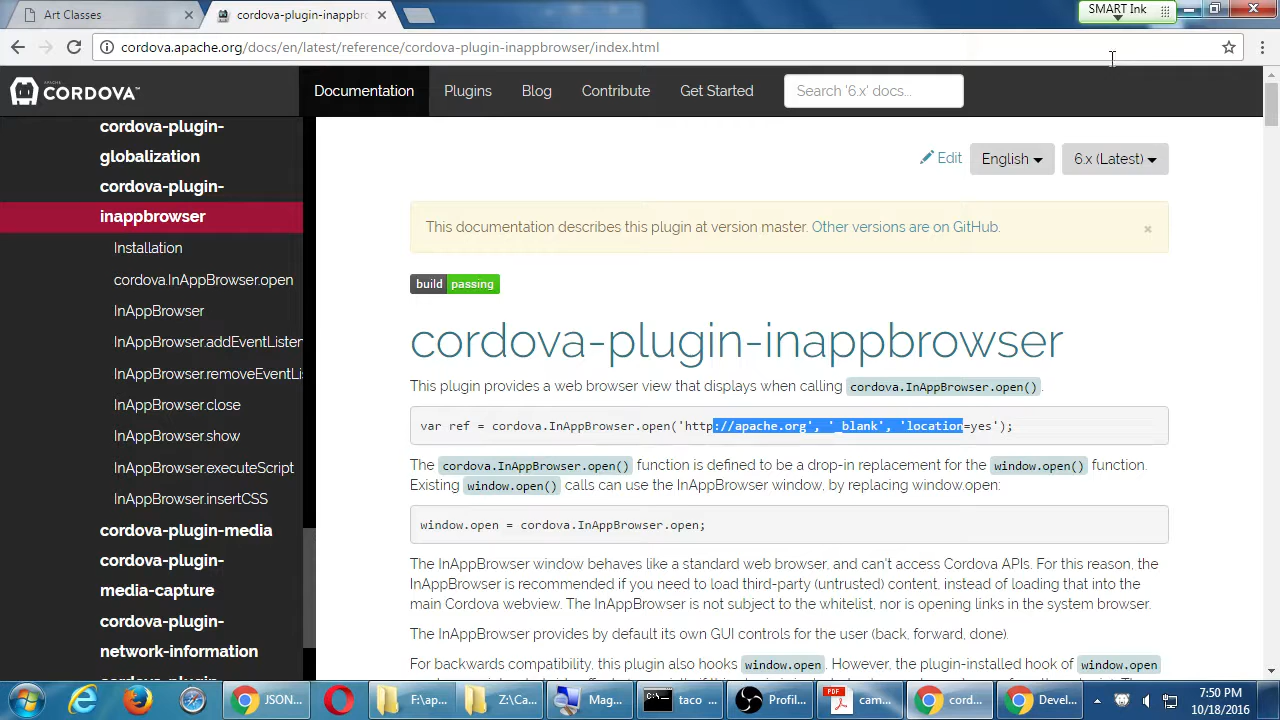 Art Classes
cordova-plugin-inappbro
SMART Ink
cordova.apache.org/docs/en/latest/reference/cordova-plugin-inappbrowser/index.html
APACHE
CORDOVA™
Documentation
Plugins
Blog
Contribute
Get Started
Search '6.x' docs...
cordova-plugin-
globalization
cordova-plugin-
inappbrowser
Installation
cordova.InAppBrowser.open
InAppBrowser
InAppBrowser.addEventListen
InAppBrowser.removeEventLis
InAppBrowser.close
InAppBrowser.show
InAppBrowser.executeScript
InAppBrowser.insertCSS
cordova-plugin-media
cordova-plugin-
media-capture
cordova-plugin-
network-information
Edit
English
6.x (Latest)
This documentation describes this plugin at version master. Other versions are on GitHub.
×
build passing
cordova-plugin-inappbrowser
This plugin provides a web browser view that displays when calling cordova.InAppBrowser.open().
var ref = cordova.InAppBrowser.open('http://apache.org', '_blank', 'location=yes');
The cordova.InAppBrowser.open() function is defined to be a drop-in replacement for the window.open() function.
Existing window.open() calls can use the InAppBrowser window, by replacing window.open:
window.open = cordova.InAppBrowser.open;
The InAppBrowser window behaves like a standard web browser, and can't access Cordova APIs. For this reason, the
InAppBrowser is recommended if you need to load third-party (untrusted) content, instead of loading that into the
main Cordova webview. The InAppBrowser is not subject to the whitelist, nor is opening links in the system browser.
The InAppBrowser provides by default its own GUI controls for the user (back, forward, done).
For backwards compatibility, this plugin also hooks window.open. However, the plugin-installed hook of window.open
JSON...
F:\ap...
Z:\Ca...
Mag...
taco ...
Profil...
PDF
cam...
cord...
Devel...
7:50 PM
10/18/2016